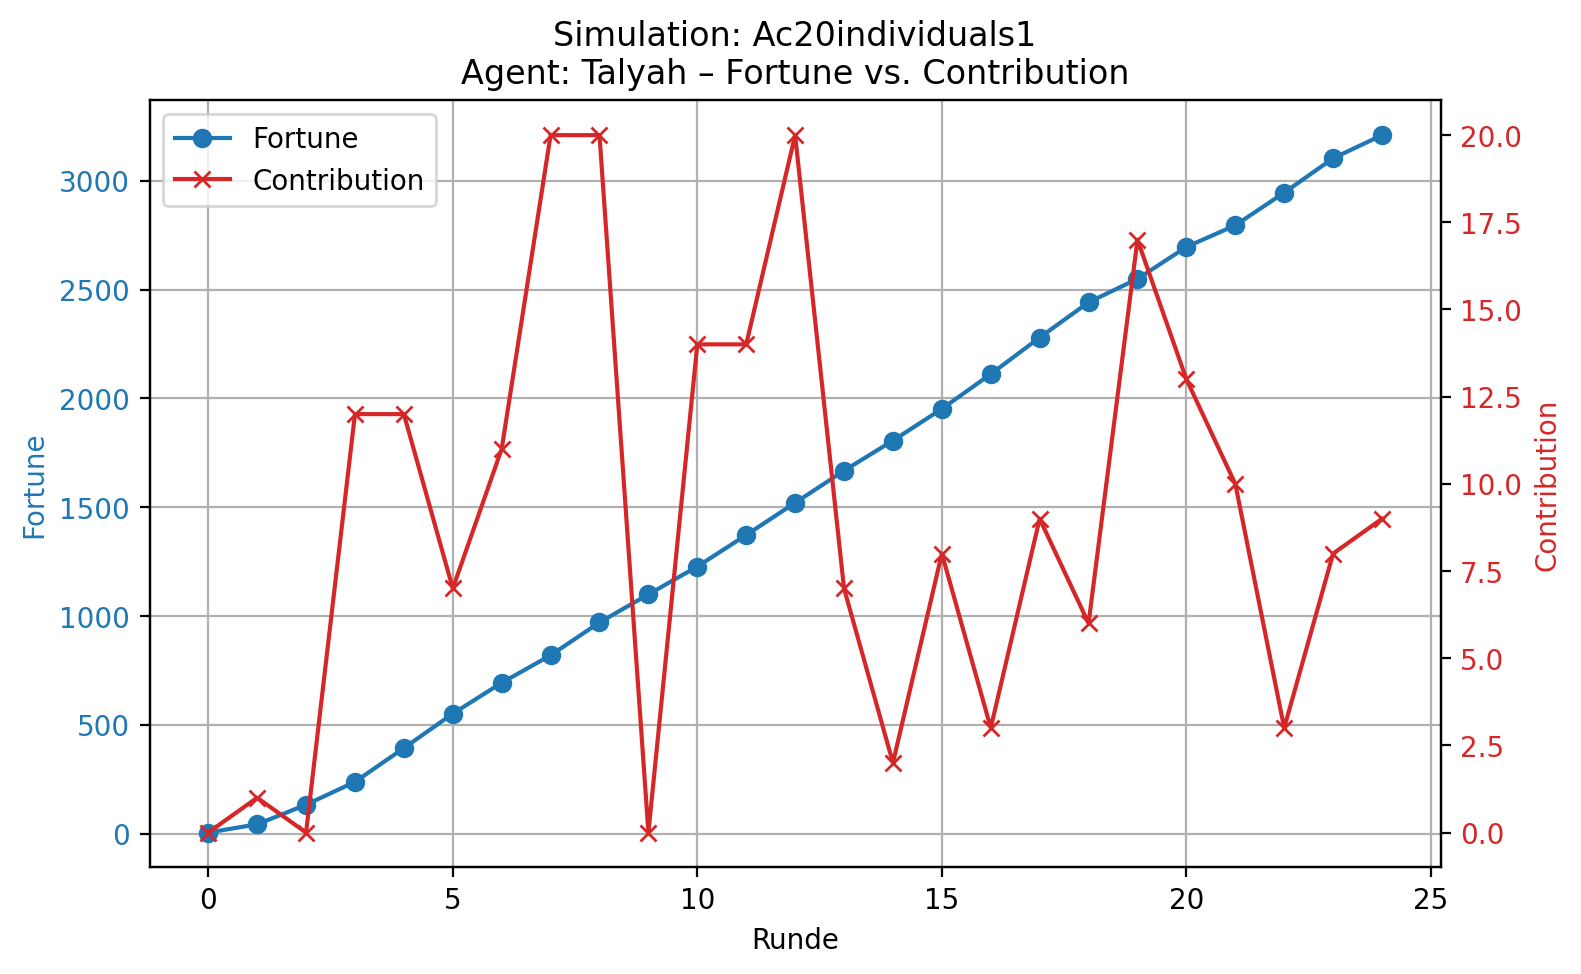 Simulation: Ac20individuals1
Agent: Talyah – Fortune vs. Contribution
Fortune
Contribution
3000
2500
2000
1500
1000
500
0
Fortune
20.0
17.5
15.0
12.5
10.0
7.5
5.0
2.5
0.0
Contribution
0 5 10 15 20 25
Runde